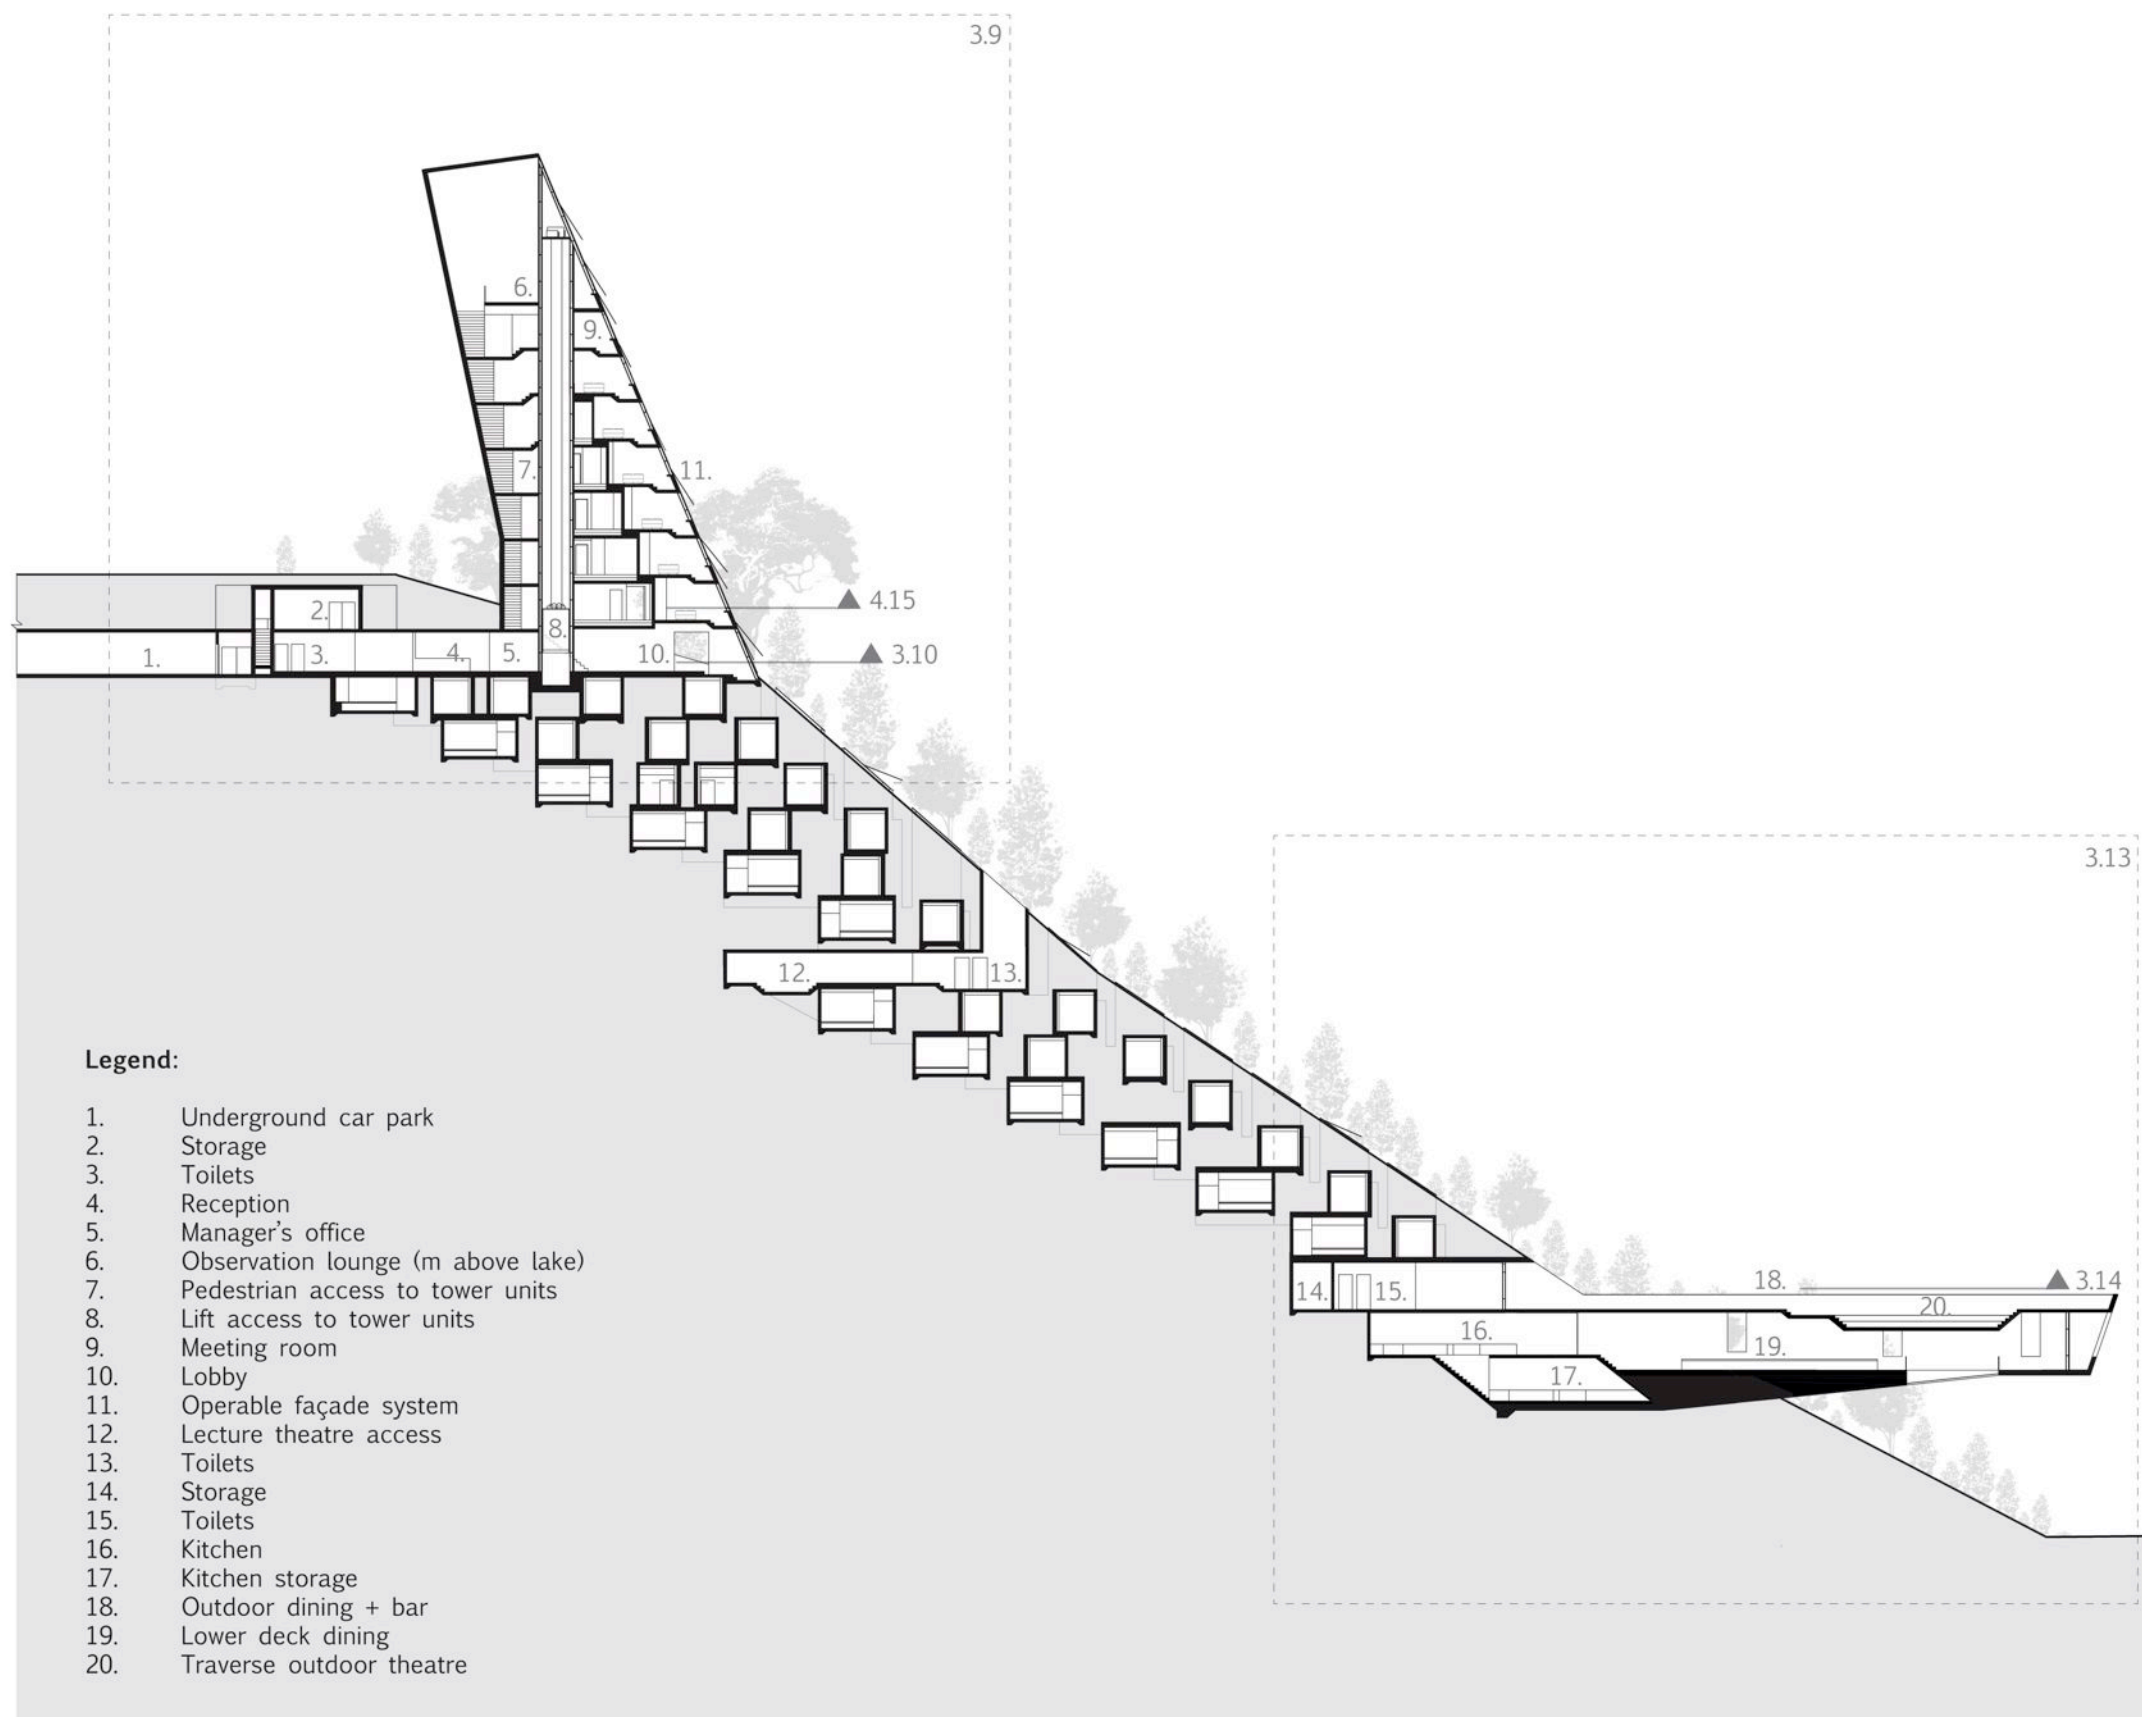 3.9
6.
9.
7.
11.
4.15
2.
8.
3.10
1.
3.
4.
5.
10.
3.13
12.
13.
Legend:
1. Underground car park
2. Storage
3. Toilets
4. Reception
5. Manager's office
6. Observation lounge (m above lake)
7. Pedestrian access to tower units
8. Lift access to tower units
9. Meeting room
10. Lobby
11. Operable façade system
12. Lecture theatre access
13. Toilets
14. Storage
15. Toilets
16. Kitchen
17. Kitchen storage
18. Outdoor dining + bar
19. Lower deck dining
20. Traverse outdoor theatre
18.
3.14
14.
15.
20.
16.
19.
17.